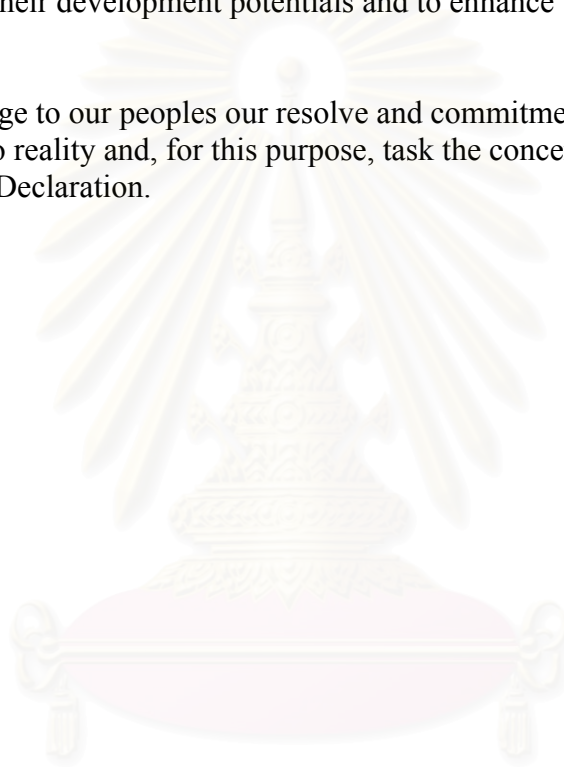 heir development potentials and to enhance
ge to our peoples our resolve and commitme
o reality and, for this purpose, task the conce
Declaration.